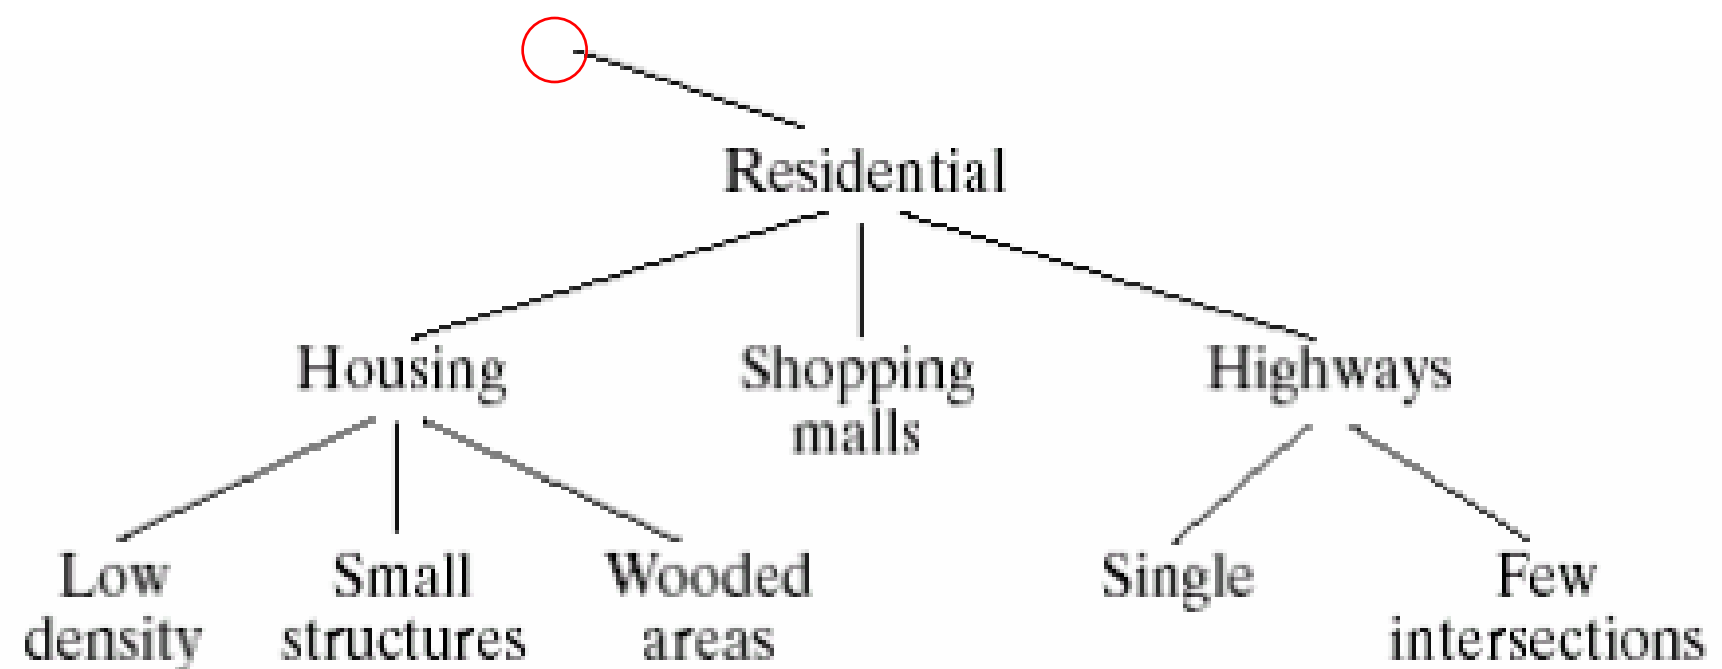 Residential
Housing
Shopping
malls
Highways
Low
density
Small
structures
Wooded
areas
Single
Few
intersections